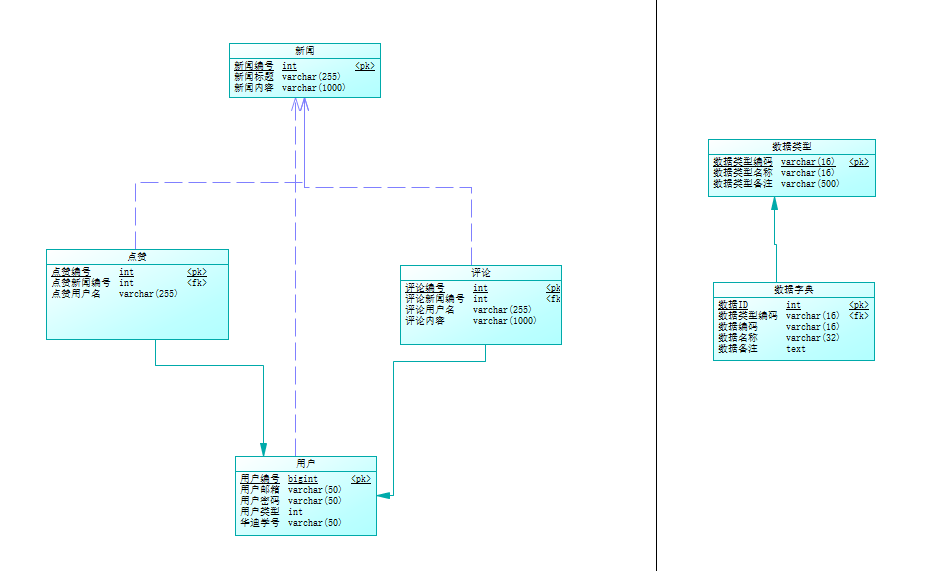 新闻
新闻编号 int <pk>
新闻标题 varchar(255)
新闻内容 varchar(1000)
数据类型
数据类型编码 varchar(16) <pk>
数据类型名称 varchar(16)
数据类型备注 varchar(500)
点赞
点赞编号 int <pk>
点赞新闻编号 int <fk>
点赞用户名 varchar(255)
评论
评论编号 int <pk
评论新闻编号 int <fk
评论用户名 varchar(255)
评论内容 varchar(1000)
数据字典
数据ID int <pk>
数据类型编码 varchar(16) <fk>
数据编码 varchar(16)
数据名称 varchar(32)
数据备注 text
用户
用户编号 bigint <pk>
用户邮箱 varchar(50)
用户密码 varchar(50)
用户类型 int
华迪学号 varchar(50)